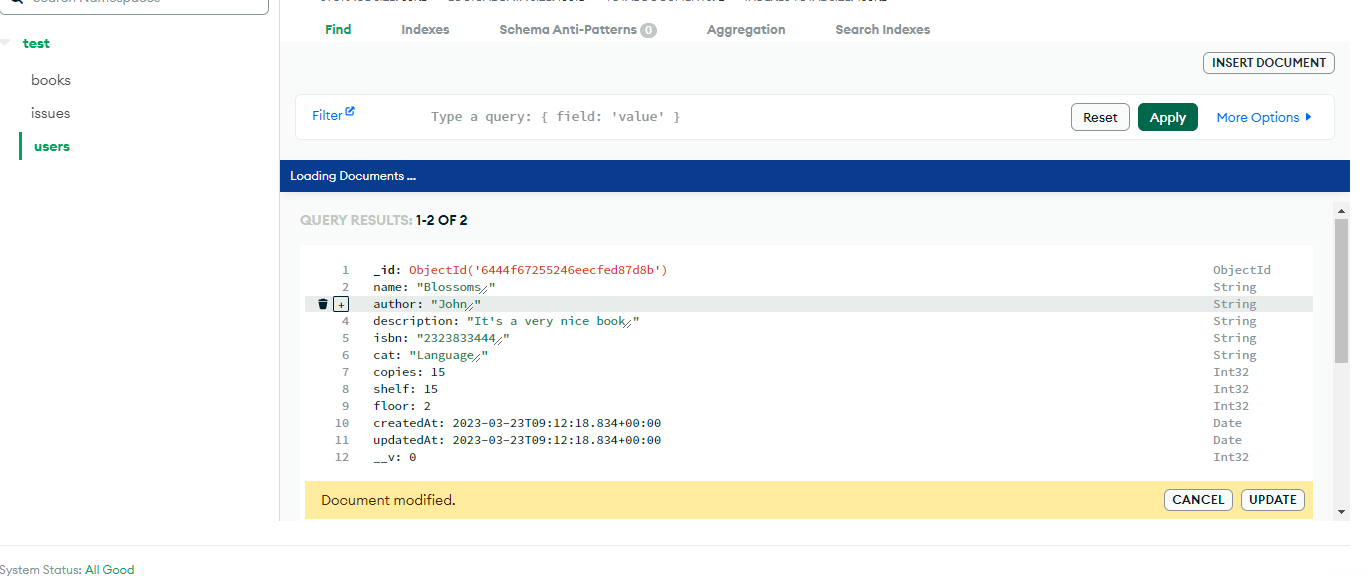 test
books
issues
users
Find Indexes Schema Anti-Patterns 0 Aggregation Search Indexes
INSERT DOCUMENT
Filter Type a query: { field: 'value' } Reset Apply More Options
Loading Documents ...
QUERY RESULTS: 1-2 OF 2
1 _id: ObjectId('6444f67255246eecfed87d8b') ObjectId
2 name: "Blossoms" String
+ author: "John" String
4 description: "It's a very nice book" String
5 isbn: "2323833444" String
6 cat: "Language" String
7 copies: 15 Int32
8 shelf: 15 Int32
9 floor: 2 Int32
10 createdAt: 2023-03-23T09:12:18.834+00:00 Date
11 updatedAt: 2023-03-23T09:12:18.834+00:00 Date
12 __v: 0 Int32
Document modified. CANCEL UPDATE
System Status: All Good